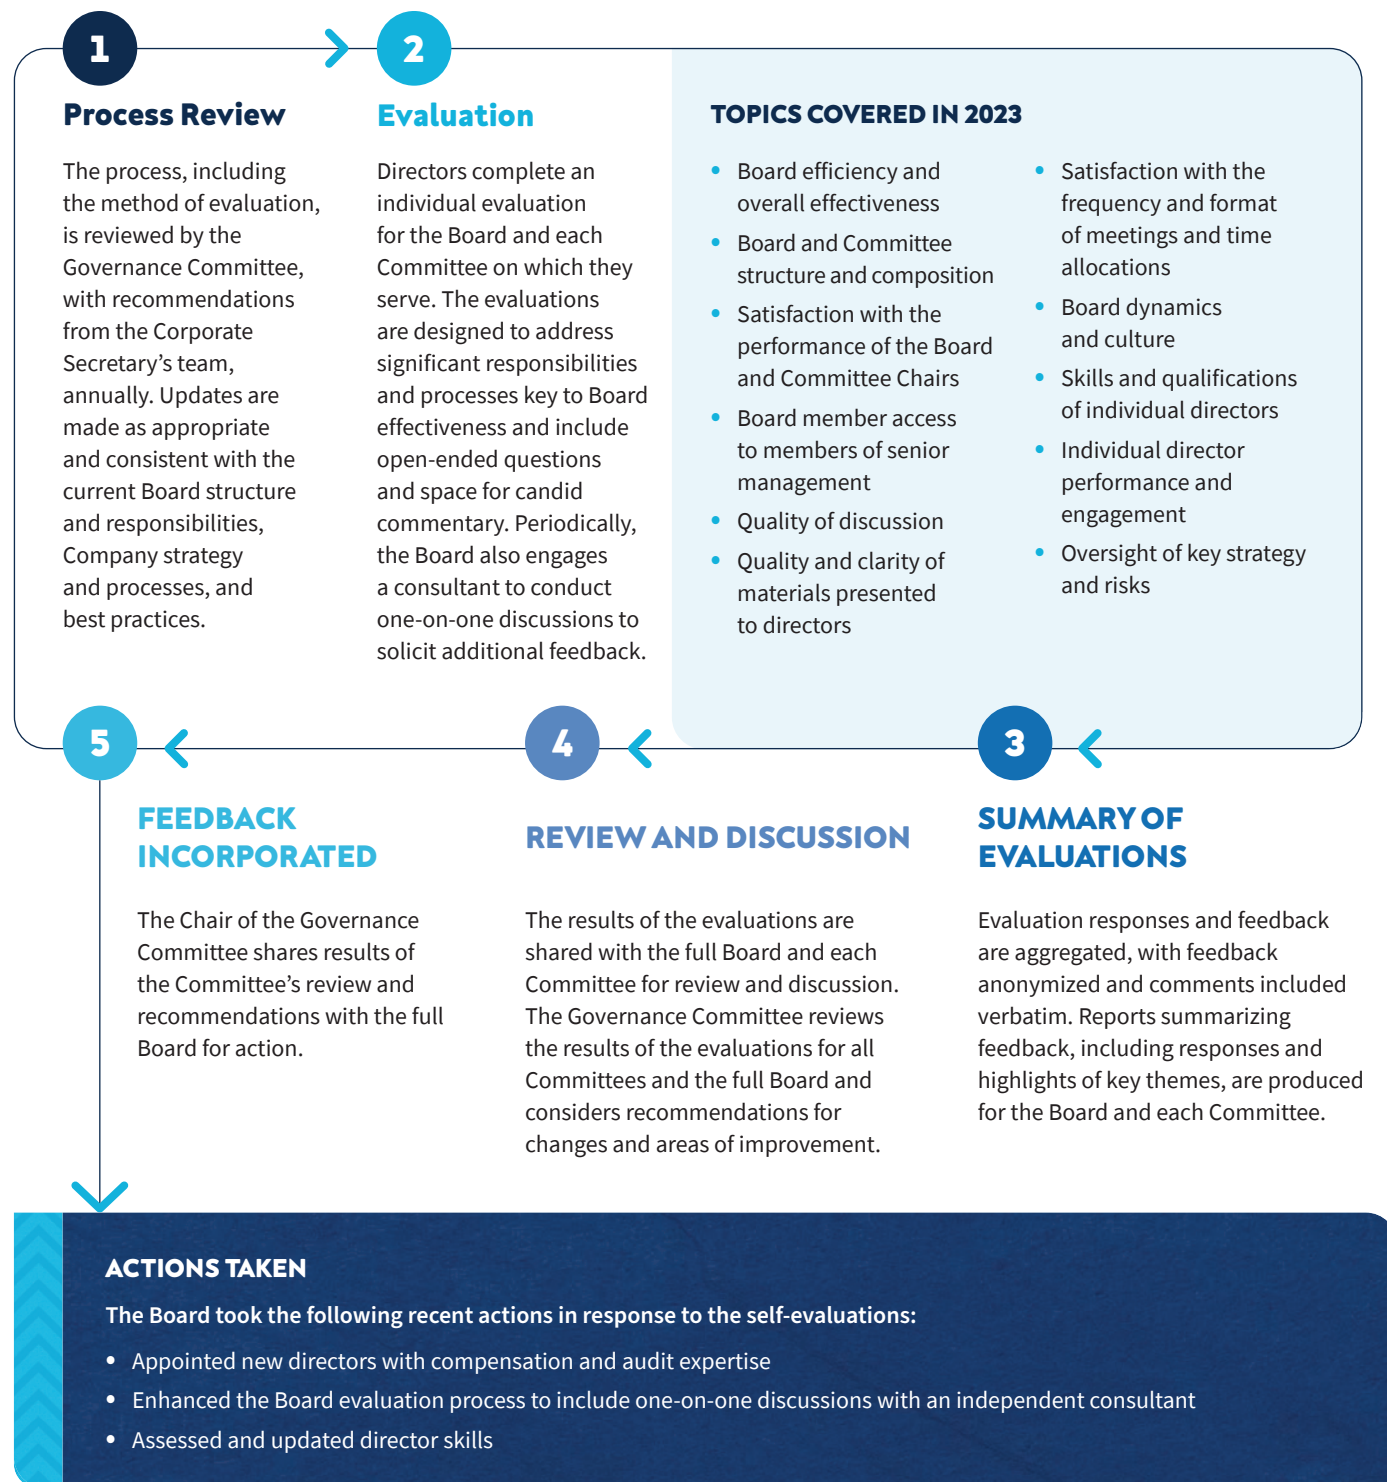 1
Process Review
The process, including
the method of evaluation,
is reviewed by the
Governance Committee,
with recommendations
from the Corporate
Secretary’s team,
annually. Updates are
made as appropriate
and consistent with the
current Board structure
and responsibilities,
Company strategy
and processes, and
best practices.
2
Evaluation
Directors complete an
individual evaluation
for the Board and each
Committee on which they
serve. The evaluations
are designed to address
significant responsibilities
and processes key to Board
effectiveness and include
open-ended questions
and space for candid
commentary. Periodically,
the Board also engages
a consultant to conduct
one-on-one discussions to
solicit additional feedback.
TOPICS COVERED IN 2023
• Board efficiency and
overall effectiveness
• Board and Committee
structure and composition
• Satisfaction with the
performance of the Board
and Committee Chairs
• Board member access
to members of senior
management
• Quality of discussion
• Quality and clarity of
materials presented
to directors
• Satisfaction with the
frequency and format
of meetings and time
allocations
• Board dynamics
and culture
• Skills and qualifications
of individual directors
• Individual director
performance and
engagement
• Oversight of key strategy
and risks
3
SUMMARY OF
EVALUATIONS
Evaluation responses and feedback
are aggregated, with feedback
anonymized and comments included
verbatim. Reports summarizing
feedback, including responses and
highlights of key themes, are produced
for the Board and each Committee.
4
REVIEW AND DISCUSSION
The results of the evaluations are
shared with the full Board and each
Committee for review and discussion.
The Governance Committee reviews
the results of the evaluations for all
Committees and the full Board and
considers recommendations for
changes and areas of improvement.
5
FEEDBACK
INCORPORATED
The Chair of the Governance
Committee shares results of
the Committee’s review and
recommendations with the full
Board for action.
ACTIONS TAKEN
The Board took the following recent actions in response to the self-evaluations:
• Appointed new directors with compensation and audit expertise
• Enhanced the Board evaluation process to include one-on-one discussions with an independent consultant
• Assessed and updated director skills